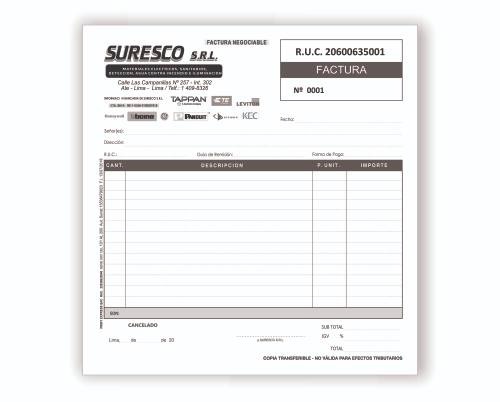 FACTURA NEGOCIABLE
SURESCO S.R.L.
MATERIALES ELECTRICOS, SANITARIOS,
DETECCION, AGUA CONTRA INCENDIO E ILUMINACION
Calle Las Campanillas Nº 257 - Int. 302
Ate - Lima - Lima / Telf.: 1 409-8326
R.U.C. 20600635001
FACTURA
Nº 0001
TAPPAN
LEVITON
Honeywell
bticino
PANDUIT
KEC
Fecha:
Señor(es):
Dirección:
R.U.C.:
Guía de Remisión:
Forma de Pago:
CANT.
DESCRIPCION
P. UNIT.
IMPORTE
SON:
CANCELADO
Lima, de de 20
p.SURESCO S.R.L.
SUB TOTAL
IGV %
TOTAL
COPIA TRANSFERIBLE - NO VÁLIDA PARA EFECTOS TRIBUTARIOS